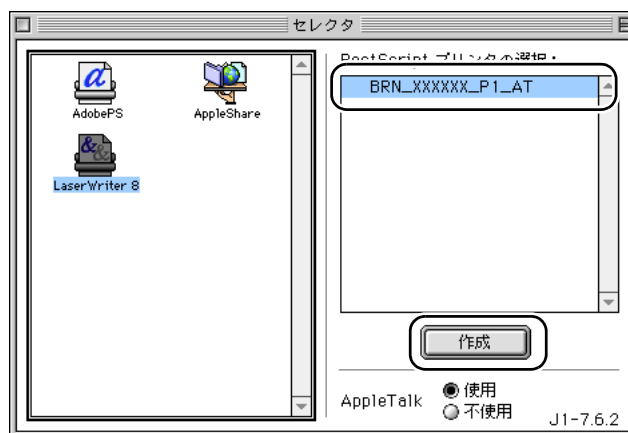 セレクタ
AdobePS
AppleShare
LaserWriter 8
PostScript プリンタの選択：
BRN_XXXXXX_P1_AT
作成
AppleTalk
使用
不使用
J1-7.6.2